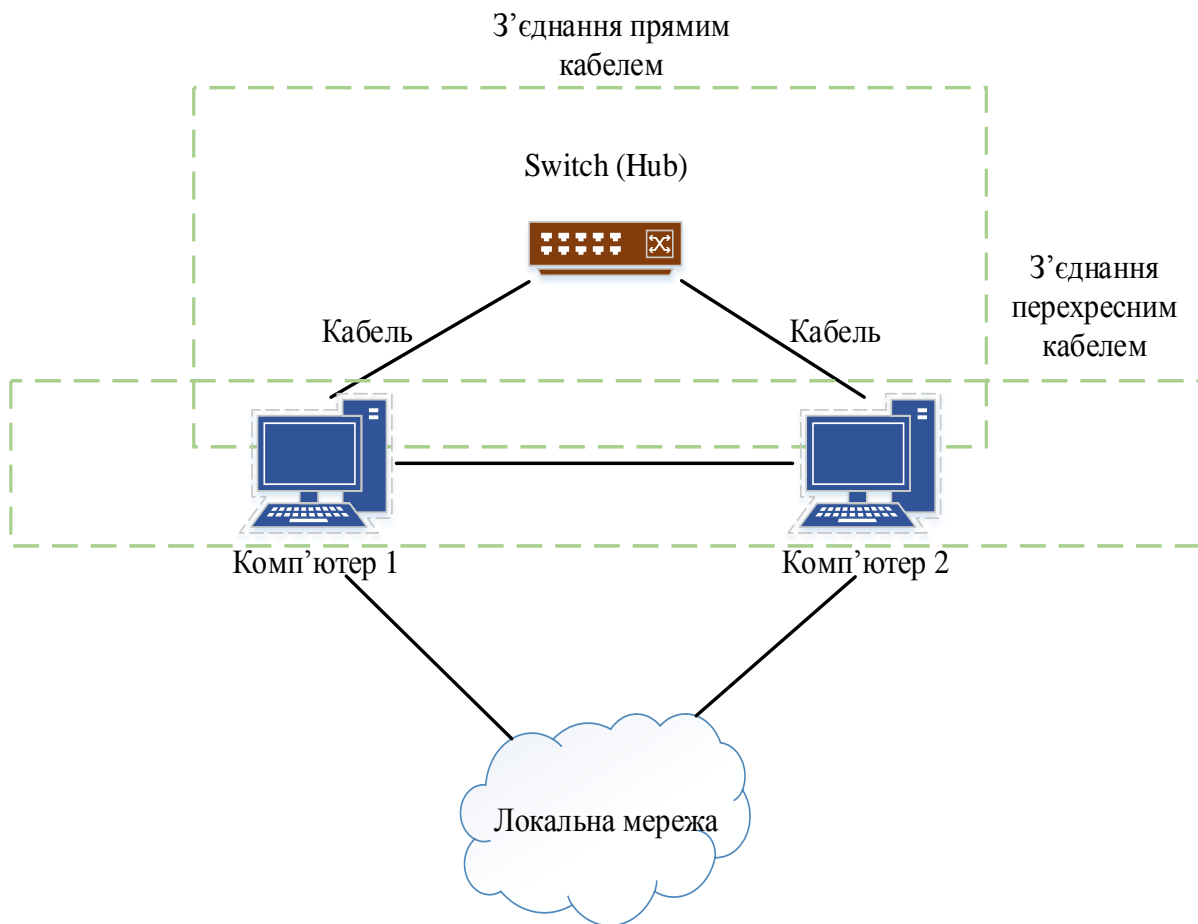 З’єднання прямим
кабелем
Switch (Hub)
З’єднання
перехресним
кабелем
Кабель
Кабель
Комп’ютер 1
Комп’ютер 2
Локальна мережа